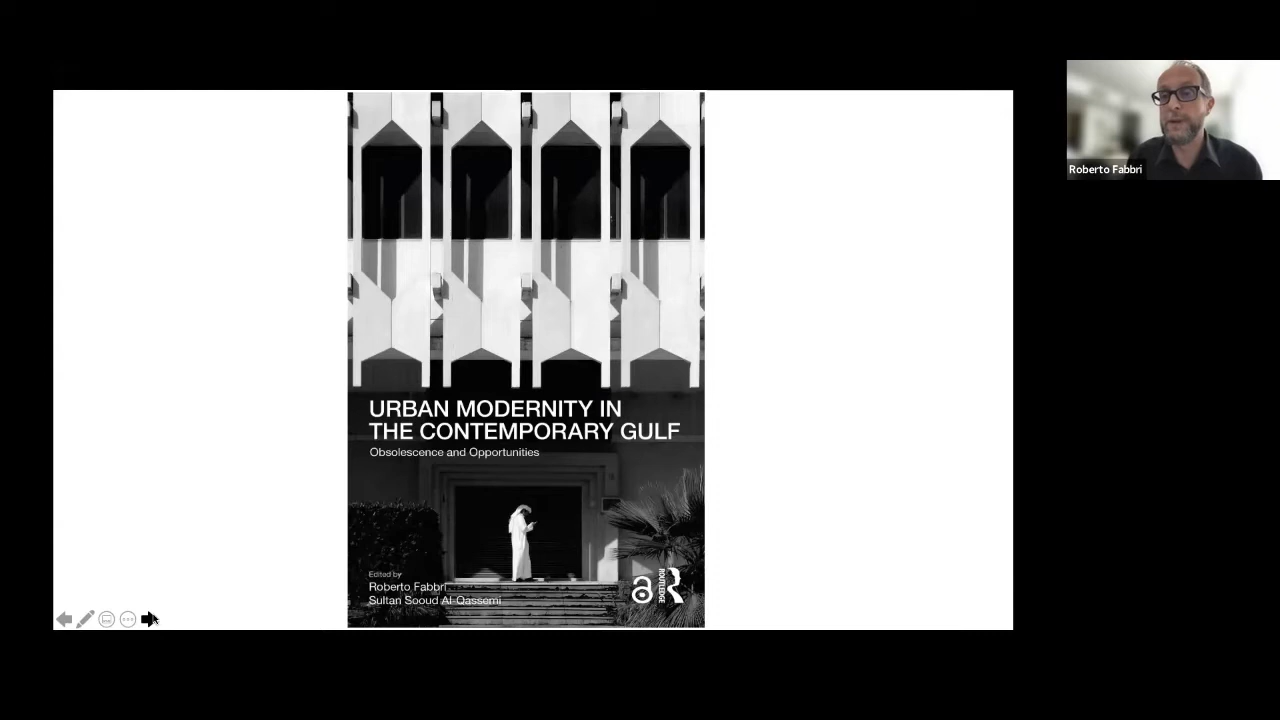 URBAN MODERNITY IN
THE CONTEMPORARY GULF
Obsolescence and Opportunities
Edited by
Roberto Fabbri
Sultan Sooud Al-Qassemi
ROUTLEDGE
Roberto Fabbri